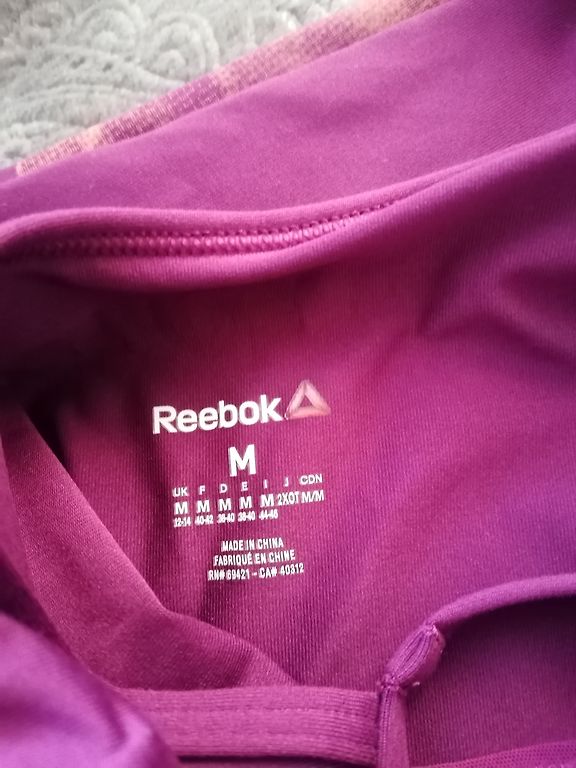 Reebok
M
UK F D E I J CDN
M M M M M 2XOT M/M
12-14 40-42 36-40 38-40 44-46
MADE IN CHINA
FABRIQUÉ EN CHINE
RN# 69421 - CA# 40312